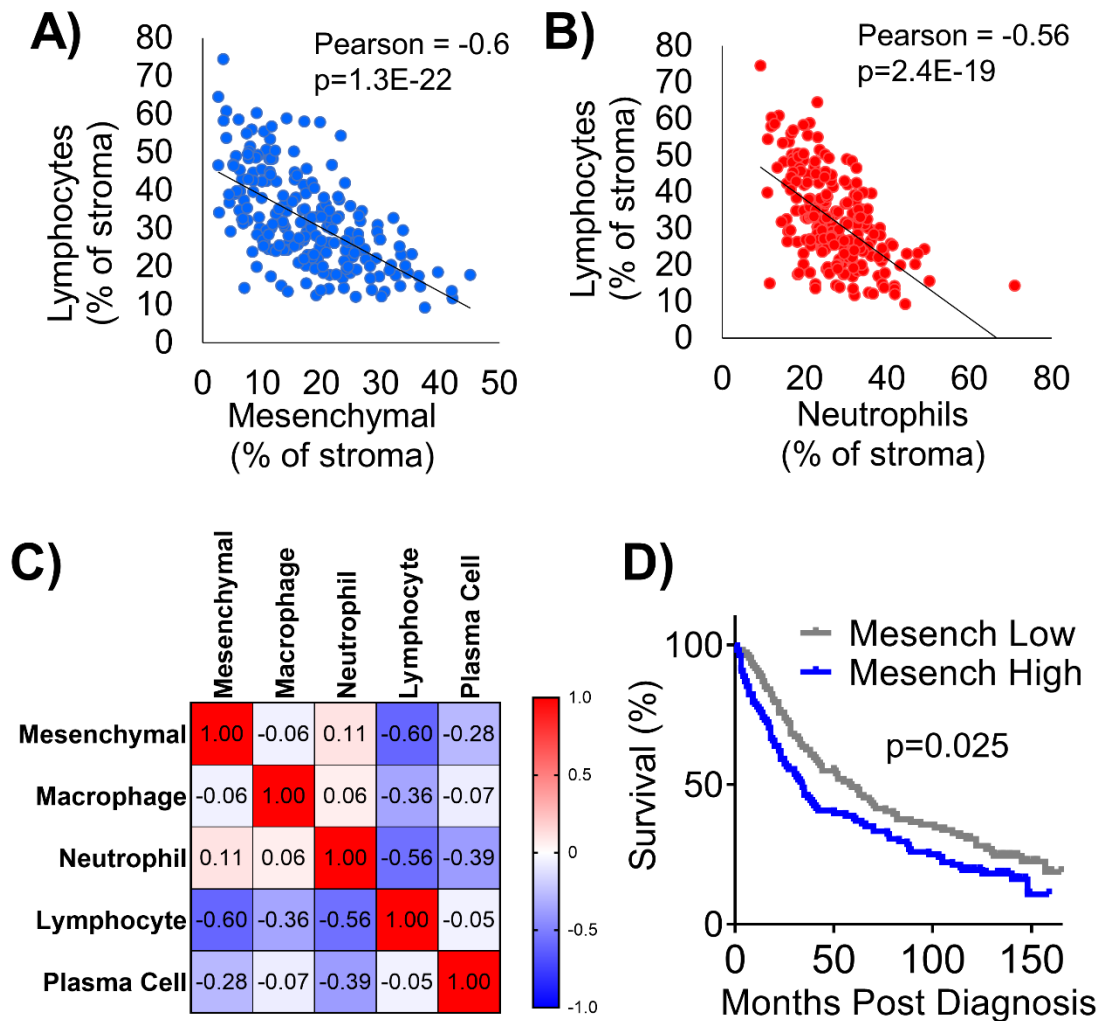 A)
Pearson = -0.6
p=1.3E-22
Lymphocytes
(% of stroma)
80
70
60
50
40
30
20
10
0
0 10 20 30 40 50
Mesenchymal
(% of stroma)
B)
Pearson = -0.56
p=2.4E-19
Lymphocytes
(% of stroma)
80
70
60
50
40
30
20
10
0
0 20 40 60 80
Neutrophils
(% of stroma)
C)
Mesenchymal Macrophage Neutrophil Lymphocyte Plasma Cell
Mesenchymal 1.00 -0.06 0.11 -0.60 -0.28
Macrophage -0.06 1.00 0.06 -0.36 -0.07
Neutrophil 0.11 0.06 1.00 -0.56 -0.39
Lymphocyte -0.60 -0.36 -0.56 1.00 -0.05
Plasma Cell -0.28 -0.07 -0.39 -0.05 1.00
1.0
0.5
0
-0.5
-1.0
D)
Mesench Low
Mesench High
p=0.025
Survival (%)
100
50
0
0 50 100 150
Months Post Diagnosis